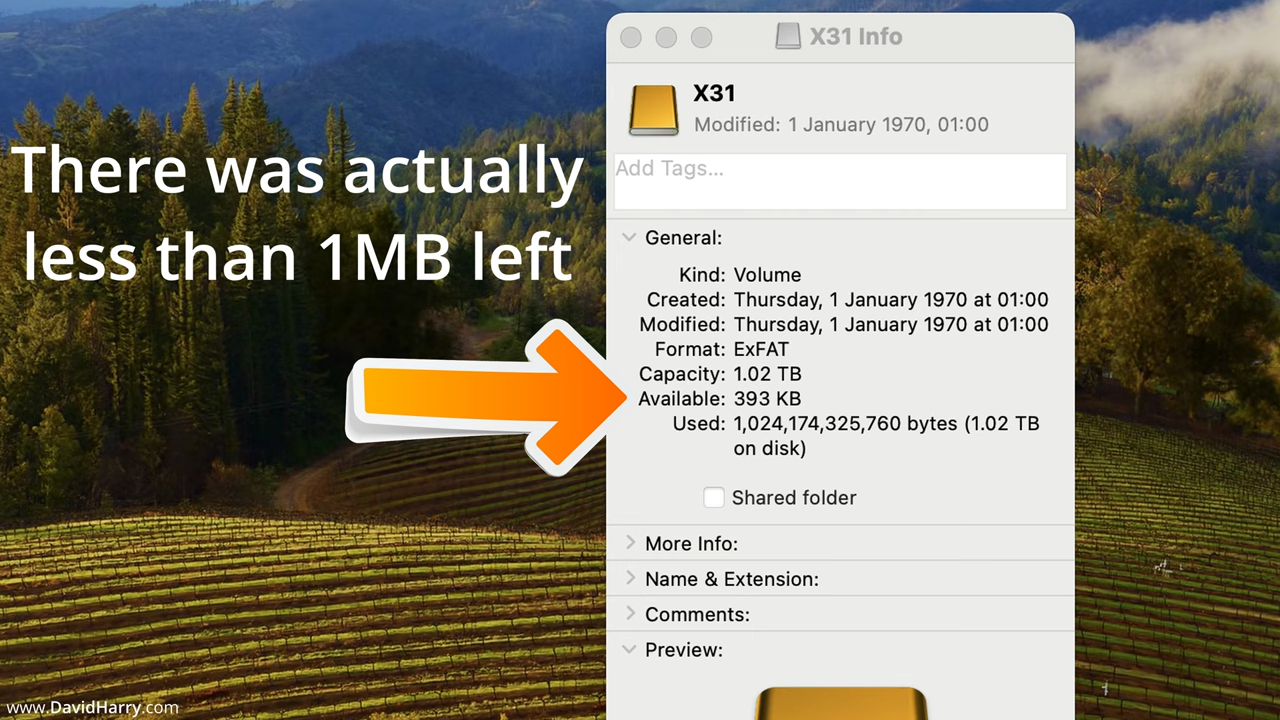 X31 Info
X31
Modified: 1 January 1970, 01:00
Add Tags...
There was actually
less than 1MB left
General:
Kind: Volume
Created: Thursday, 1 January 1970 at 01:00
Modified: Thursday, 1 January 1970 at 01:00
Format: ExFAT
Capacity: 1.02 TB
Available: 393 KB
Used: 1,024,174,325,760 bytes (1.02 TB
on disk)
Shared folder
More Info:
Name & Extension:
Comments:
Preview:
www.DavidHarry.com